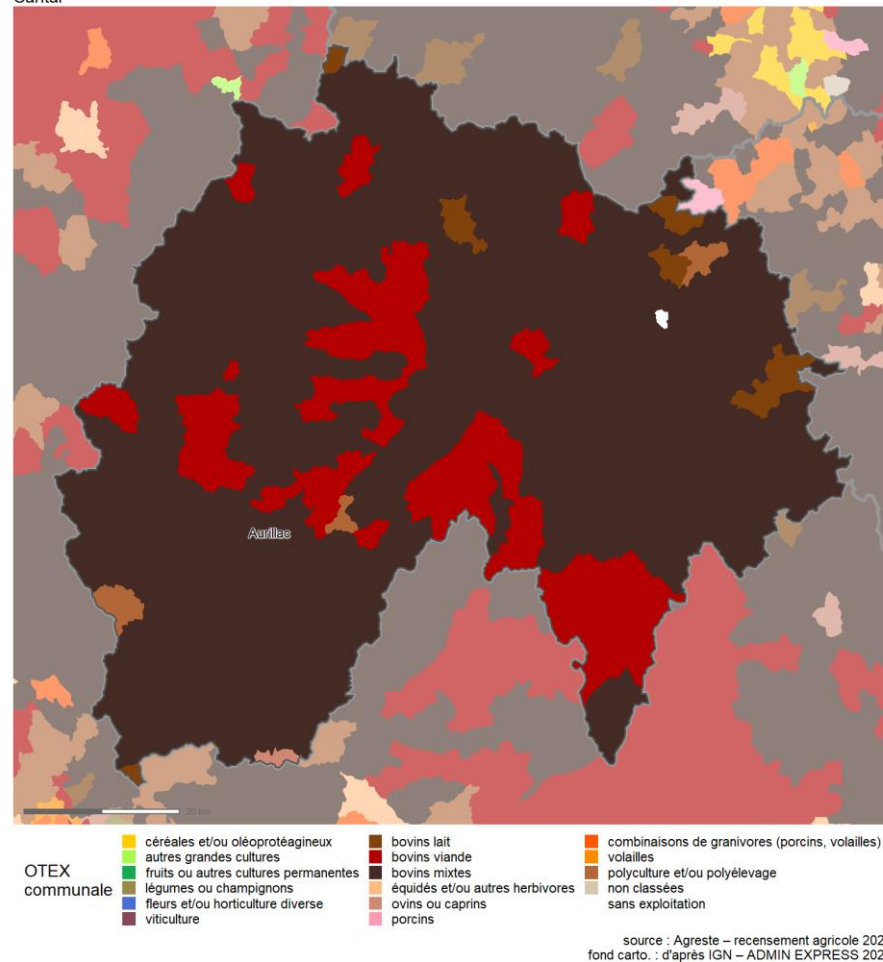 Cantal
Aurillac
20 km
OTEX
communale
céréales et/ou oléoprotéagineux
autres grandes cultures
fruits ou autres cultures permanentes
légumes ou champignons
fleurs et/ou horticulture diverse
viticulture
bovins lait
bovins viande
bovins mixtes
équidés et/ou autres herbivores
ovins ou caprins
porcins
combinaisons de granivores (porcins, volailles)
volailles
polyculture et/ou polyélevage
non classées
sans exploitation
source : Agreste – recensement agricole 202
fond carto. : d'après IGN – ADMIN EXPRESS 202